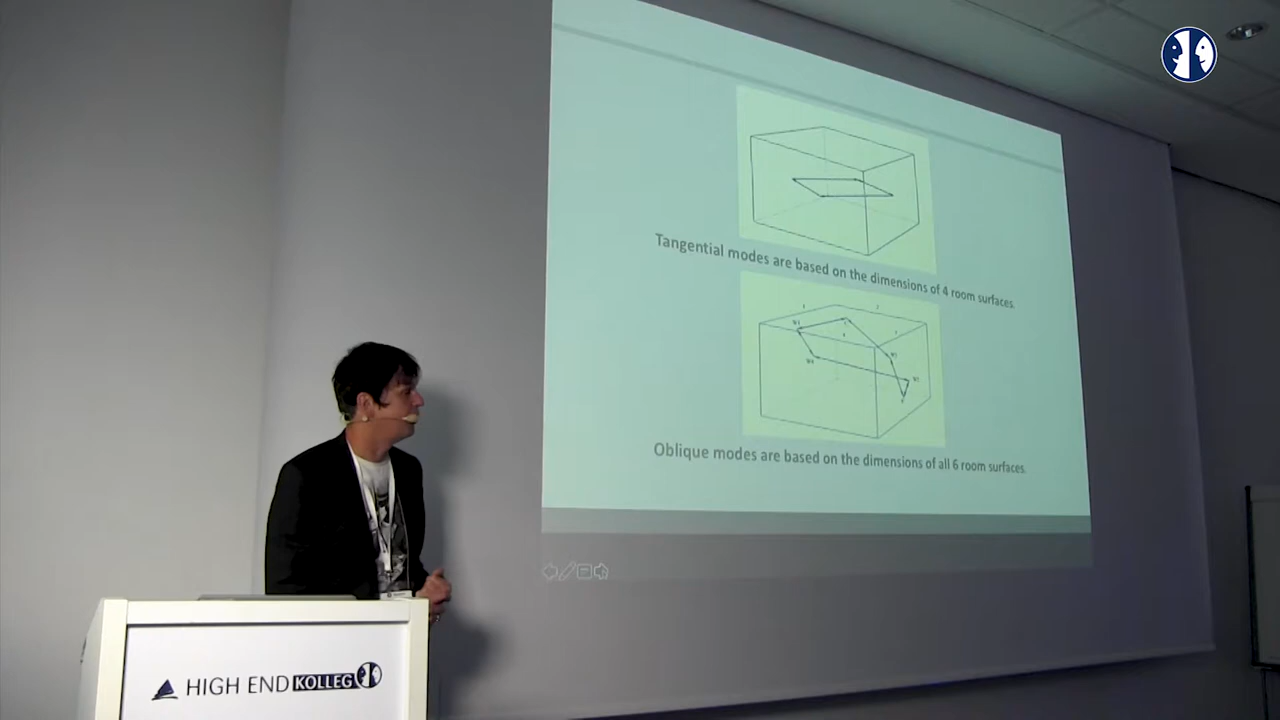 Tangential modes are based on the dimensions of 4 room surfaces.
Oblique modes are based on the dimensions of all 6 room surfaces.
HIGH END KOLLEG